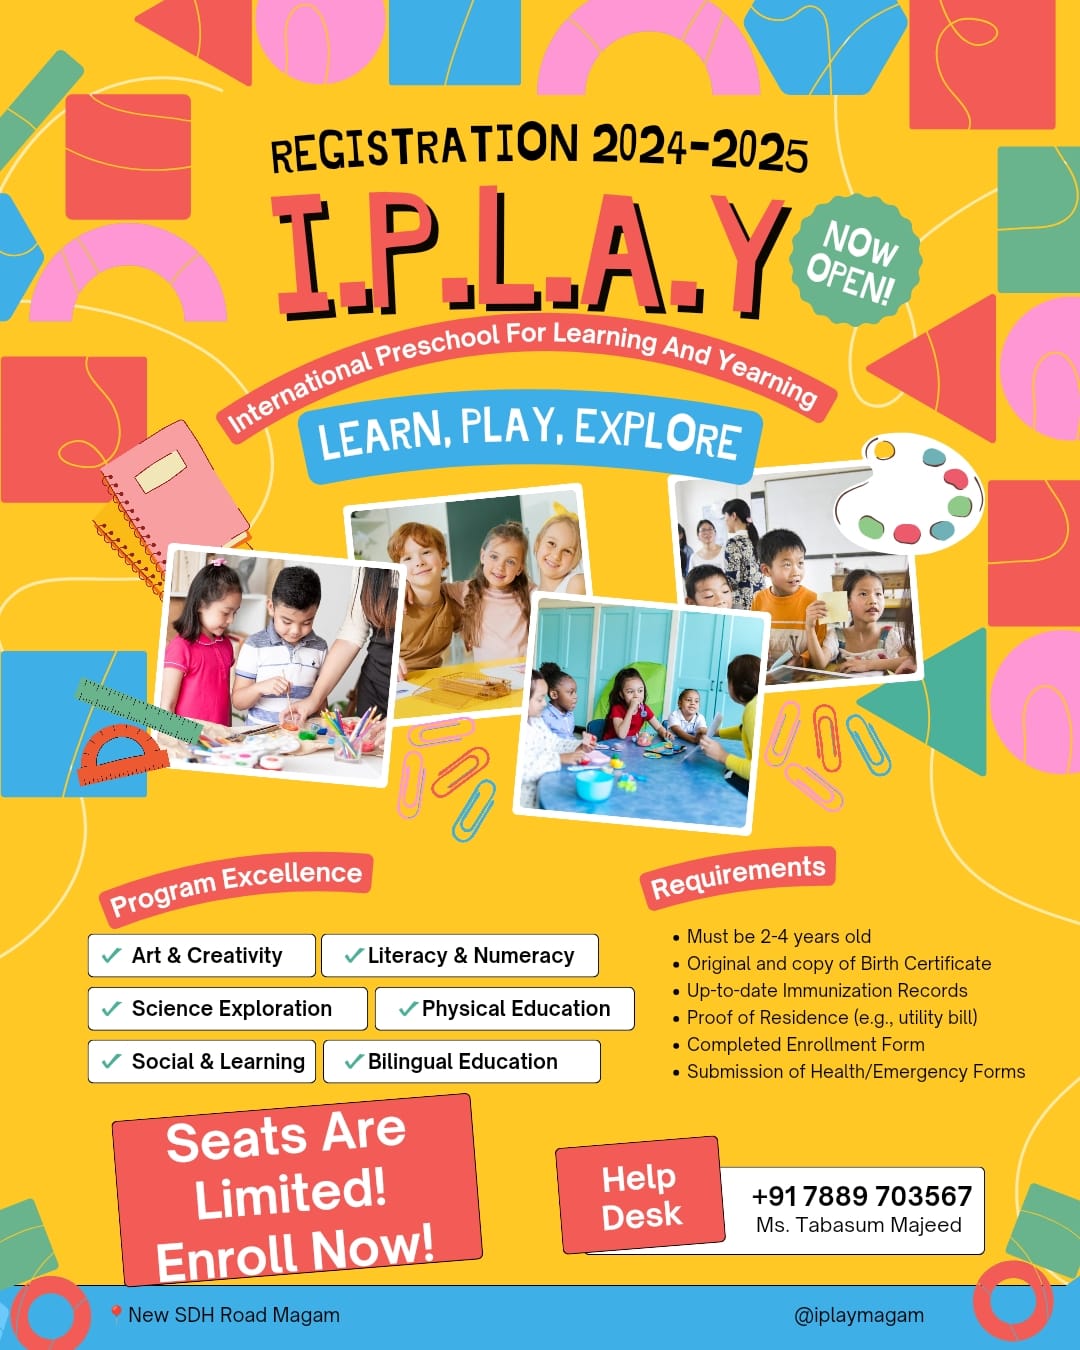 REGISTRATION 2024-2025
I.P.L.A.Y
NOW
OPEN!
International Preschool For Learning And Yearning
LEARN, PLAY, EXPLORE
Program Excellence
✓ Art & Creativity
✓ Literacy & Numeracy
✓ Science Exploration
✓ Physical Education
✓ Social & Learning
✓ Bilingual Education
Requirements
• Must be 2-4 years old
• Original and copy of Birth Certificate
• Up-to-date Immunization Records
• Proof of Residence (e.g., utility bill)
• Completed Enrollment Form
• Submission of Health/Emergency Forms
Seats Are
Limited!
Enroll Now!
Help
Desk
+91 7889 703567
Ms. Tabasum Majeed
📍New SDH Road Magam
@iplaymagam